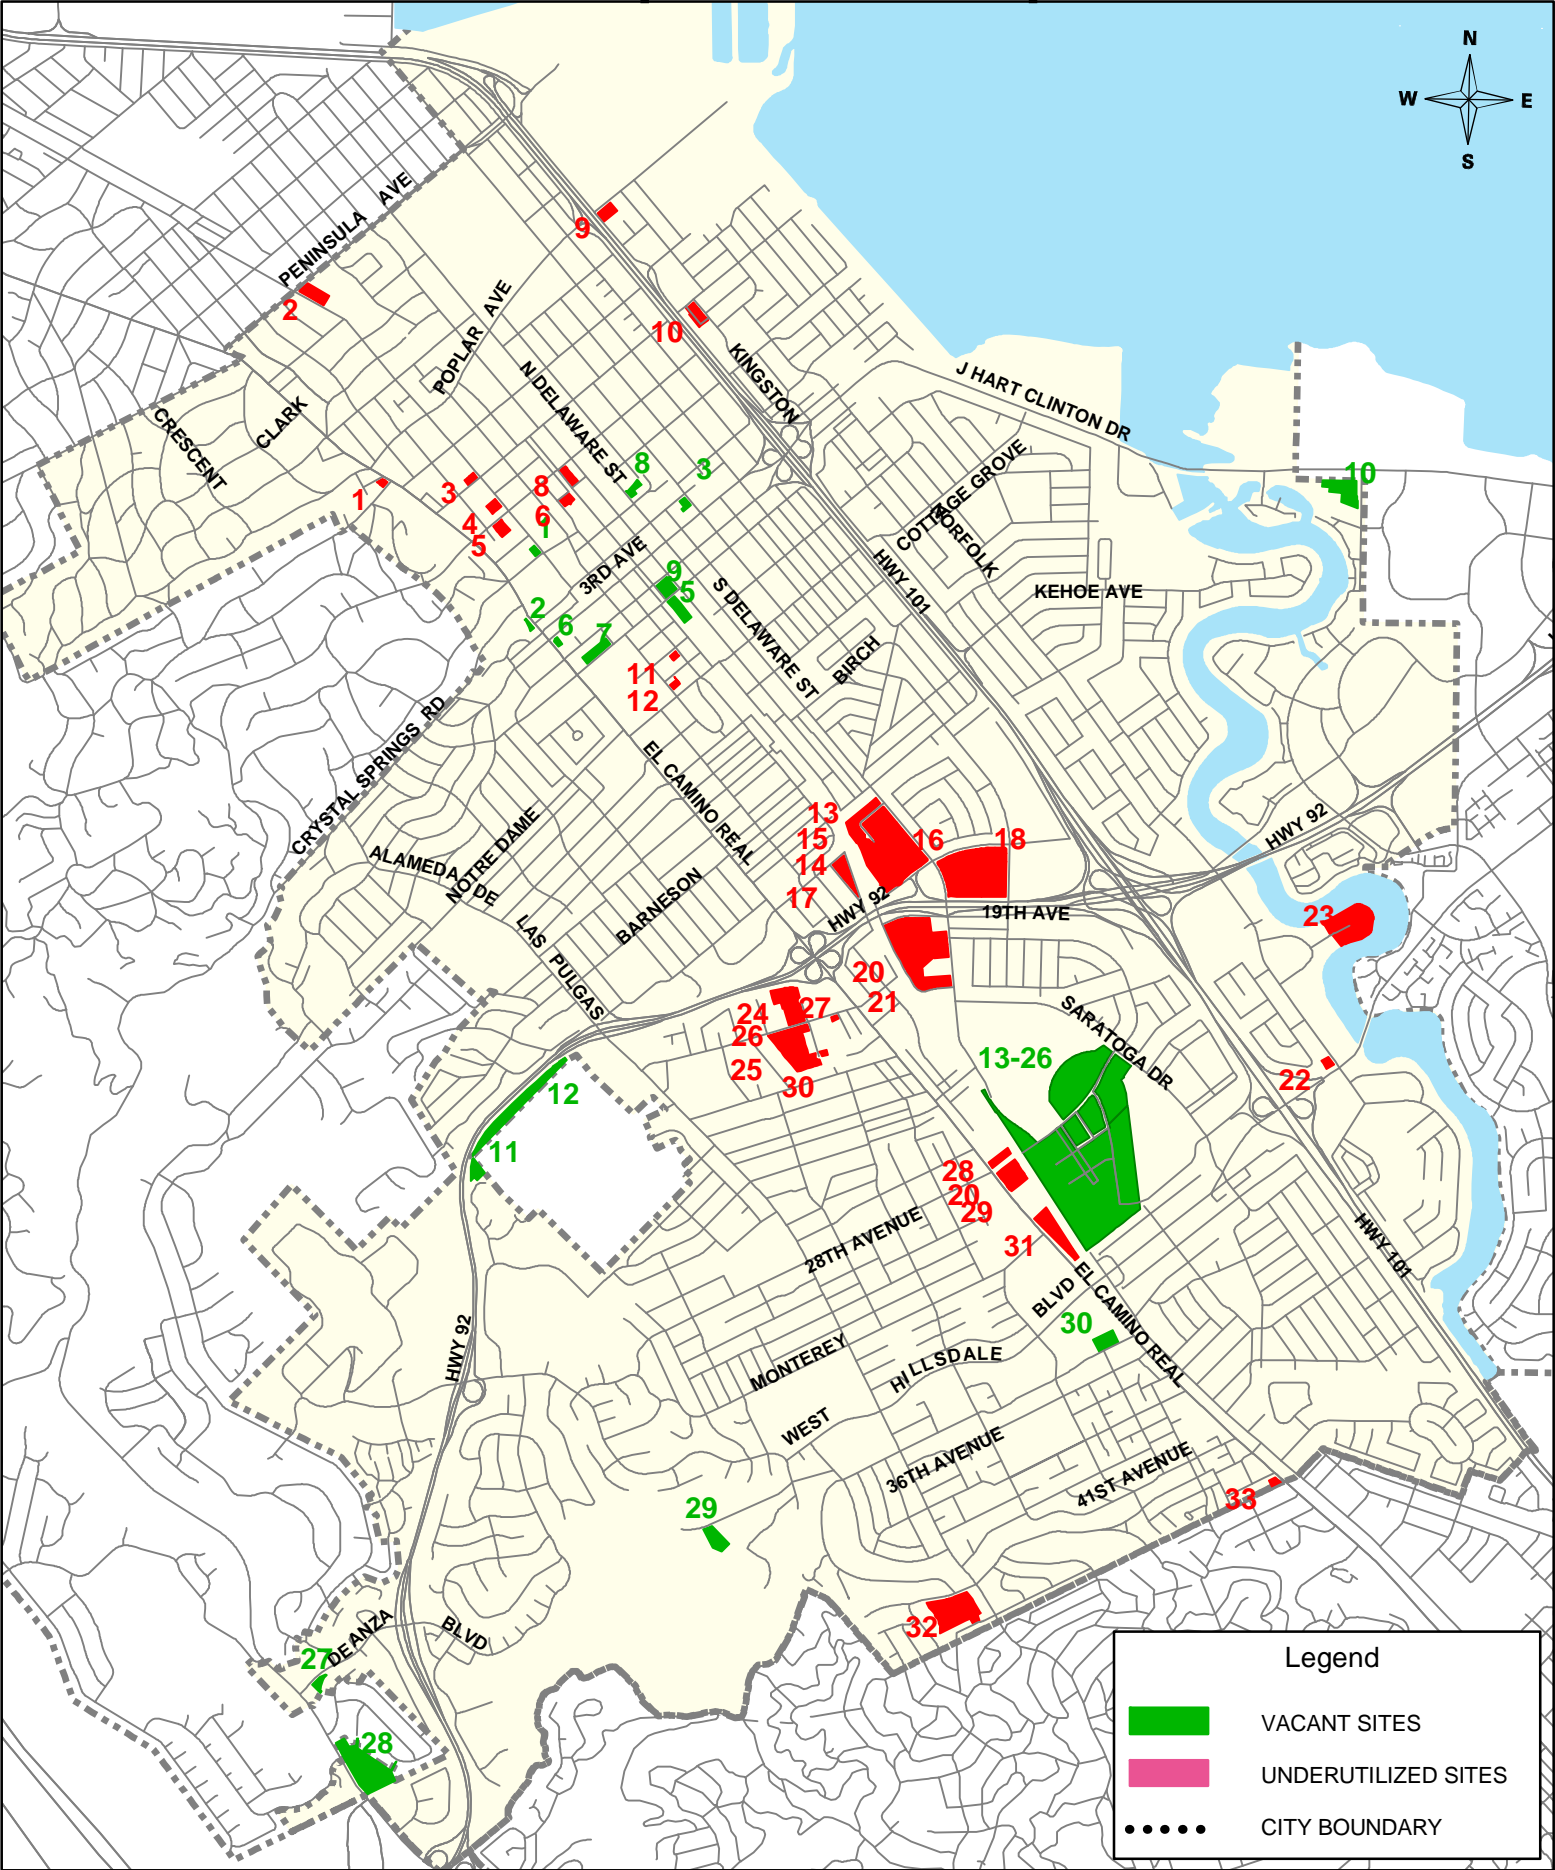 N
W E
S
PENINSULA AVE
9
2
10
POPLAR AVE
KINGSTON
J HART CLINTON DR
N DELAWARE ST
CRESCENT
CLARK
COTTAGE GROVE
NORFOLK
8
3
10
1
3
8
4
6
5
1
3RD AVE
HWY 101
KEHOE AVE
9
5
S DELAWARE ST
2
6
7
BIRCH
11
12
CRYSTAL SPRINGS RD
EL CAMINO REAL
NOTRE DAME
ALAMEDA DE
LAS PULGAS
BARNESON
13
15
14
16
18
17
HWY 92
HWY 92
19TH AVE
23
20
21
24
27
26
25
30
SARATOGA DR
13-26
22
12
11
28
20
29
31
28TH AVENUE
HWY 101
EL CAMINO REAL
BLVD
30
HWY 92
MONTEREY
HILLSDALE
WEST
36TH AVENUE
41ST AVENUE
33
29
32
DEANZA
BLVD
27
28
Legend
VACANT SITES
UNDERUTILIZED SITES
CITY BOUNDARY